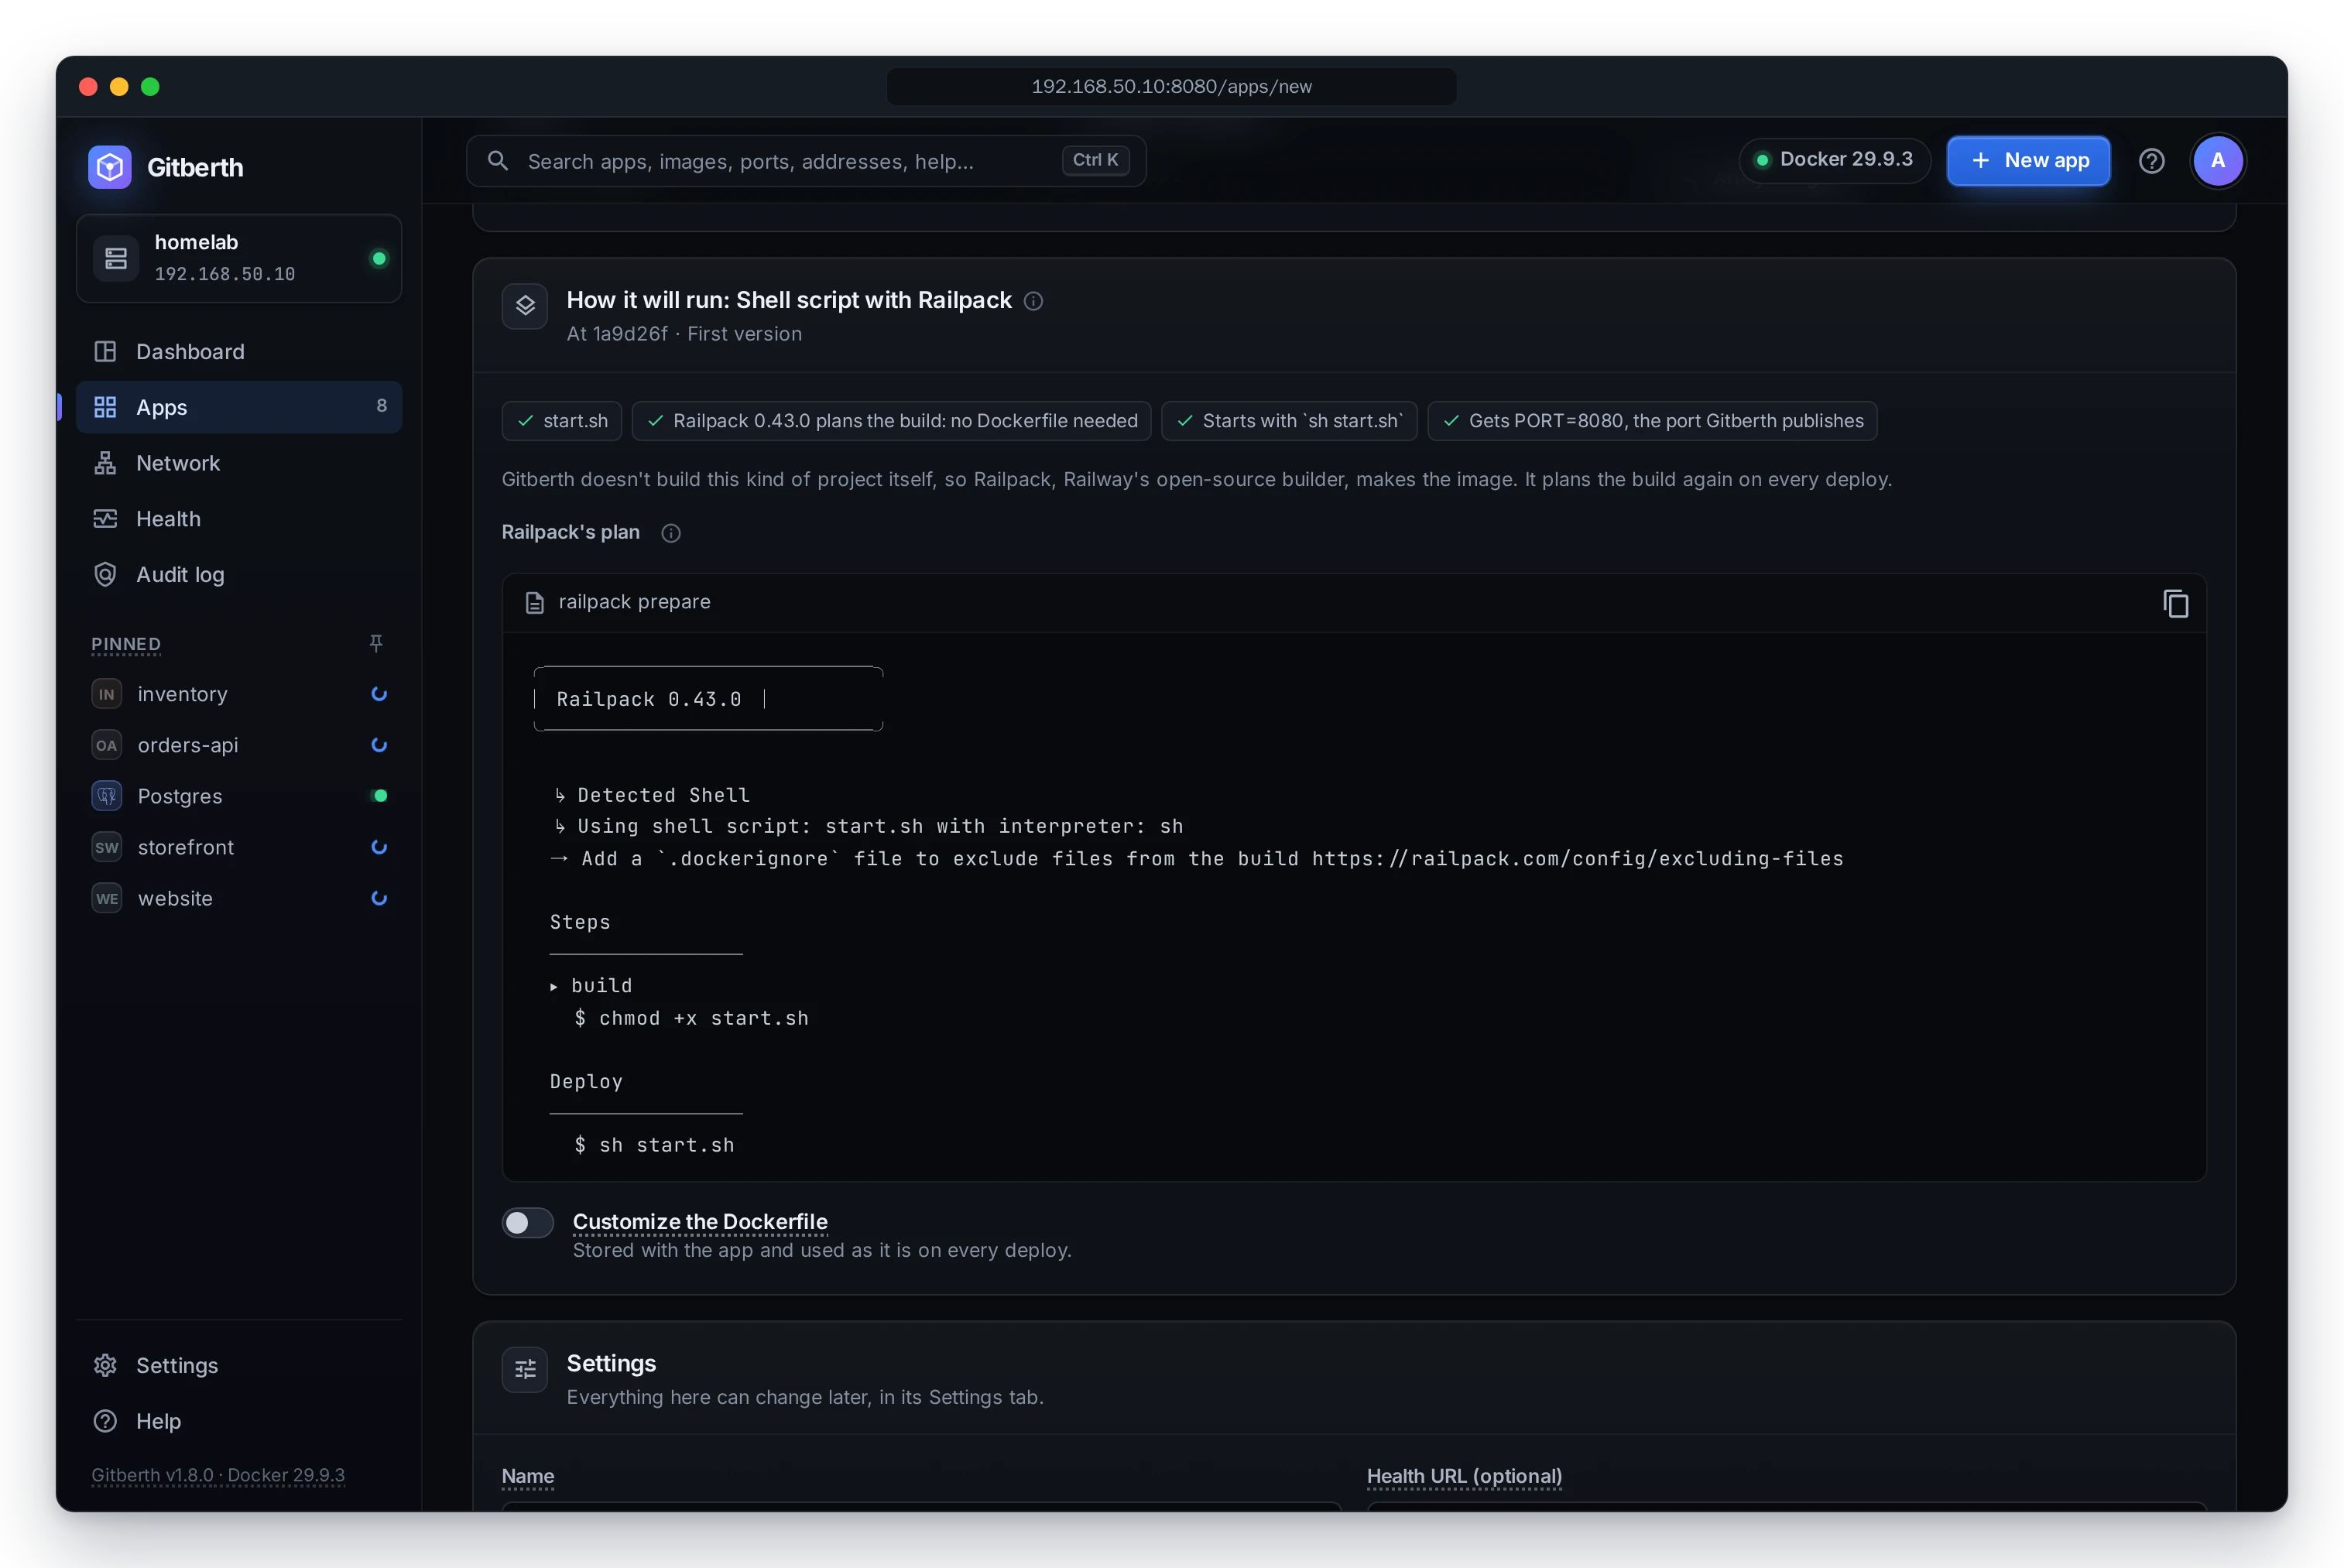 192.168.50.10:8080/apps/new
Gitberth
Search apps, images, ports, addresses, help...
Ctrl K
Docker 29.9.3
New app
A
homelab
192.168.50.10
Dashboard
Apps
8
Network
Health
Audit log
PINNED
IN
inventory
OA
orders-api
Postgres
SW
storefront
WE
website
Settings
Help
Gitberth v1.8.0 · Docker 29.9.3
How it will run: Shell script with Railpack
At 1a9d26f · First version
start.sh
Railpack 0.43.0 plans the build: no Dockerfile needed
Starts with `sh start.sh`
Gets PORT=8080, the port Gitberth publishes
Gitberth doesn't build this kind of project itself, so Railpack, Railway's open-source builder, makes the image. It plans the build again on every deploy.
Railpack's plan
railpack prepare
Railpack 0.43.0
↳ Detected Shell
↳ Using shell script: start.sh with interpreter: sh
→ Add a `.dockerignore` file to exclude files from the build https://railpack.com/config/excluding-files
Steps
▸ build
$ chmod +x start.sh
Deploy
$ sh start.sh
Customize the Dockerfile
Stored with the app and used as it is on every deploy.
Settings
Everything here can change later, in its Settings tab.
Name
Health URL (optional)